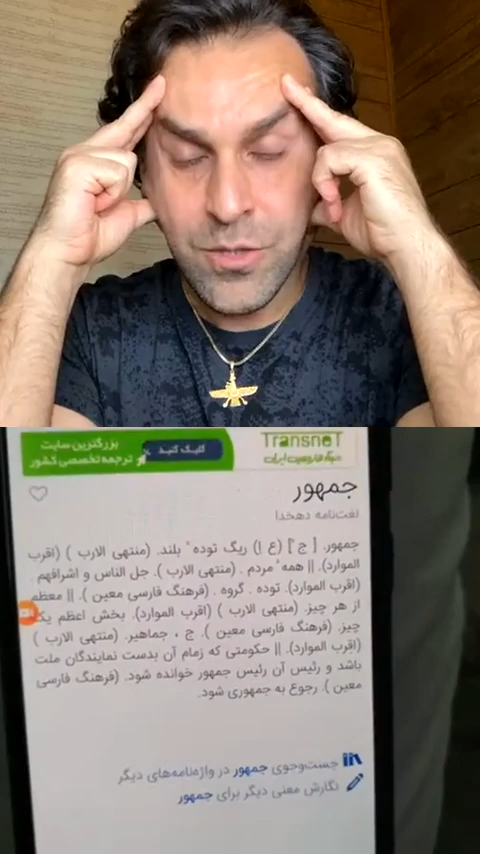 بزرگترین سایت
ترجمه تخصصی کشور
کلیک کنید
TransneT
جمهور
لغت‌نامه دهخدا
جمهور. [ ج ُ ] (ع اِ) ریگ توده ٔ بلند. (منتهی الارب ) (اقرب
الموارد). || همه ٔ مردم . (منتهی الارب ). جل الناس و اشرافهم .
(اقرب الموارد). توده . گروه . (فرهنگ فارسی معین ). || معظم
از هر چیز. (منتهی الارب ) (اقرب الموارد). بخش اعظم یک
چیز. (فرهنگ فارسی معین ). ج ، جماهیر. (منتهی الارب )
(اقرب الموارد). || حکومتی که زمام آن بدست نمایندگان ملت
باشد و رئیس آن رئیس جمهور خوانده شود. (فرهنگ فارسی
معین ). رجوع به جمهوری شود.
جست‌وجوی جمهور در واژه‌نامه‌های دیگر
نگارش معنی دیگر برای جمهور